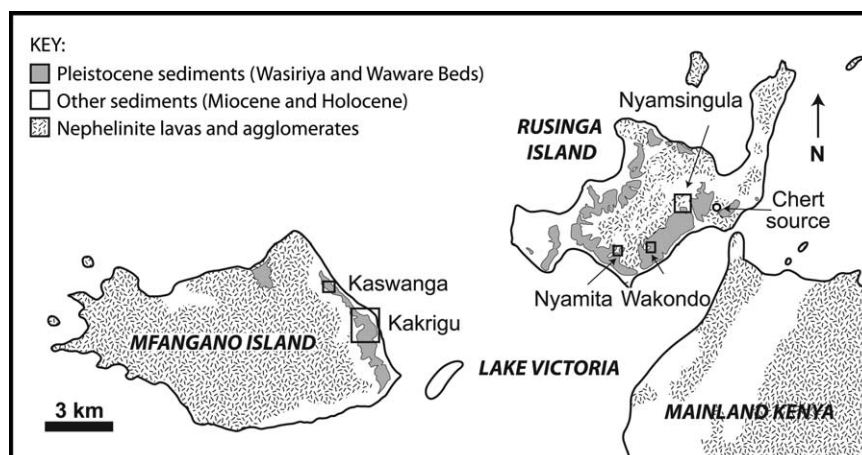 KEY:
Pleistocene sediments (Wasiriya and Waware Beds)
Other sediments (Miocene and Holocene)
Nephelinite lavas and agglomerates
Nyamsingula
RUSINGA
ISLAND
N
Chert
source
Nyamita Wakondo
Kaswanga
Kakrigu
MFANGANO ISLAND
LAKE VICTORIA
MAINLAND KENYA
3 km